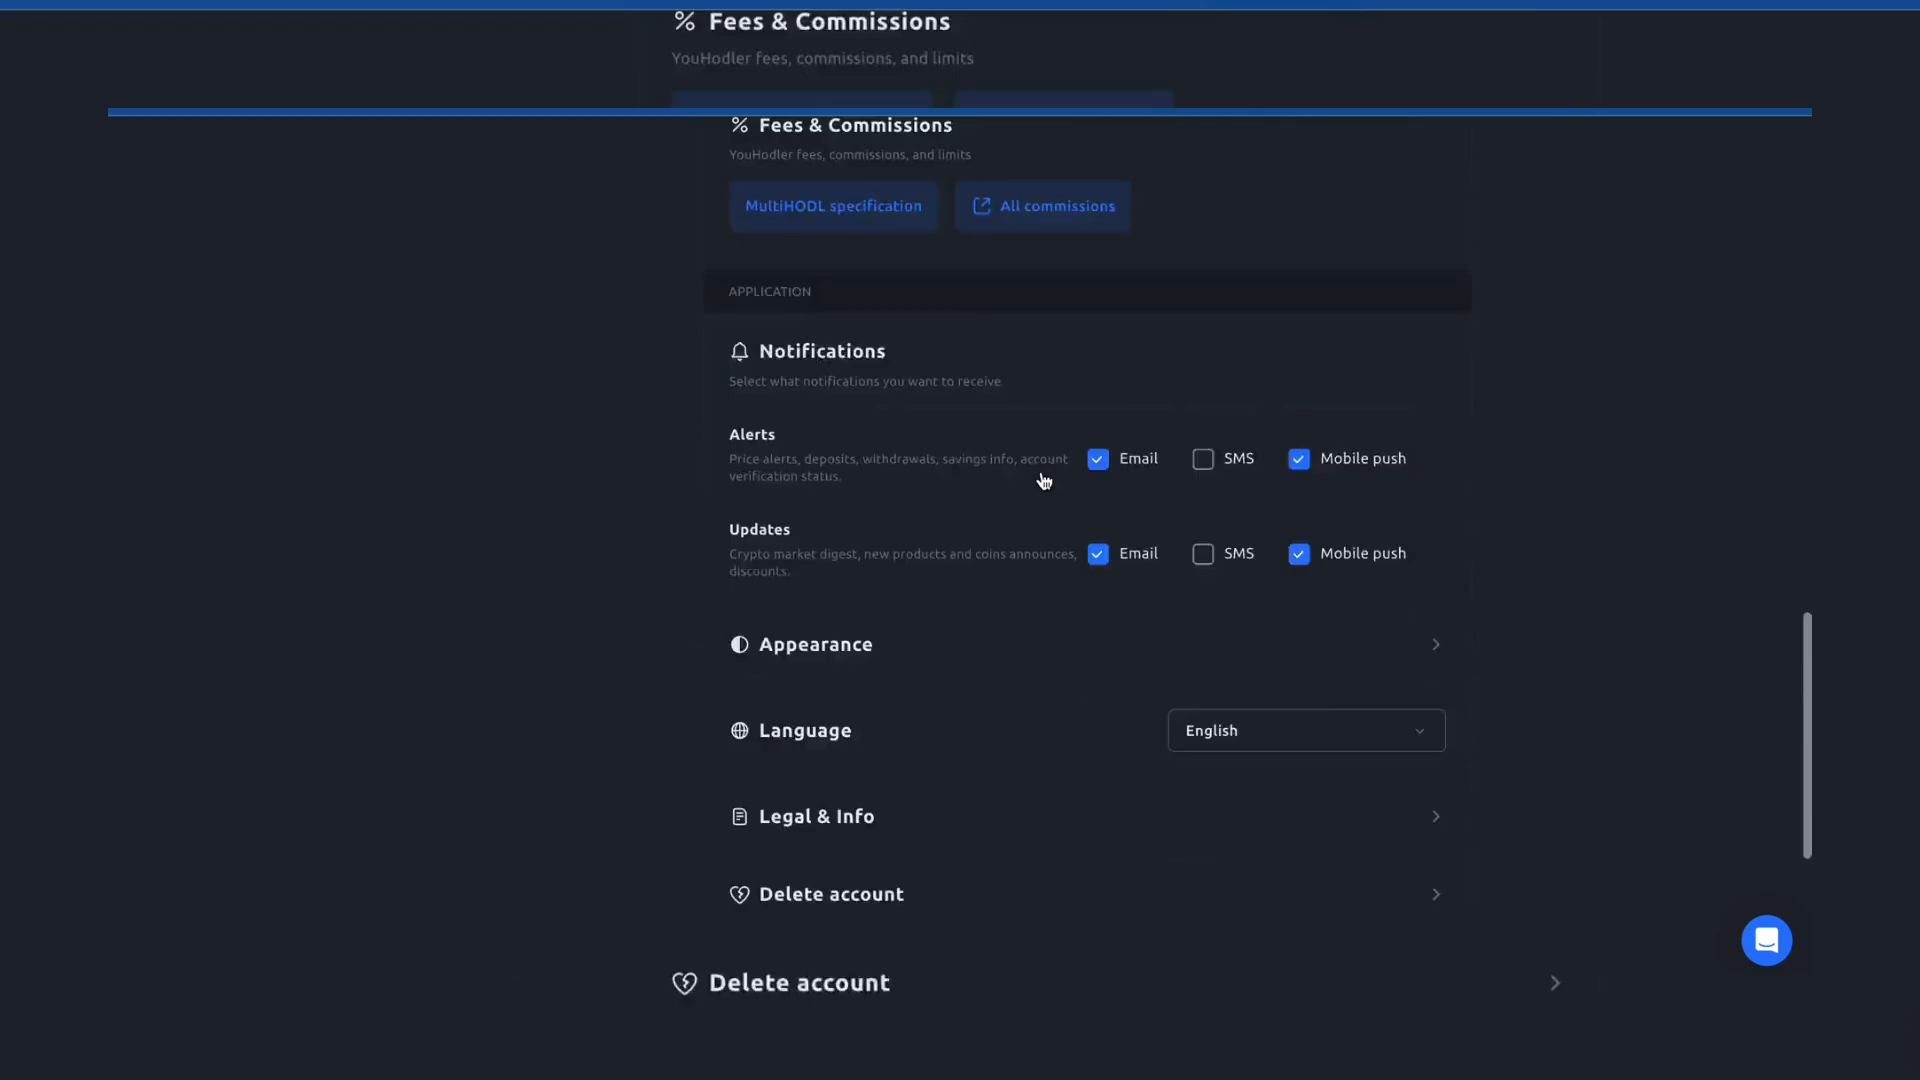 Fees & Commissions
YouHodler fees, commissions, and limits
Fees & Commissions
YouHodler fees, commissions, and limits
MultiHODL specification
All commissions
APPLICATION
Notifications
Select what notifications you want to receive
Alerts
Price alerts, deposits, withdrawals, savings info, account
verification status.
Email
SMS
Mobile push
Updates
Crypto market digest, new products and coins announces,
discounts.
Email
SMS
Mobile push
Appearance
Language
English
Legal & Info
Delete account
Delete account